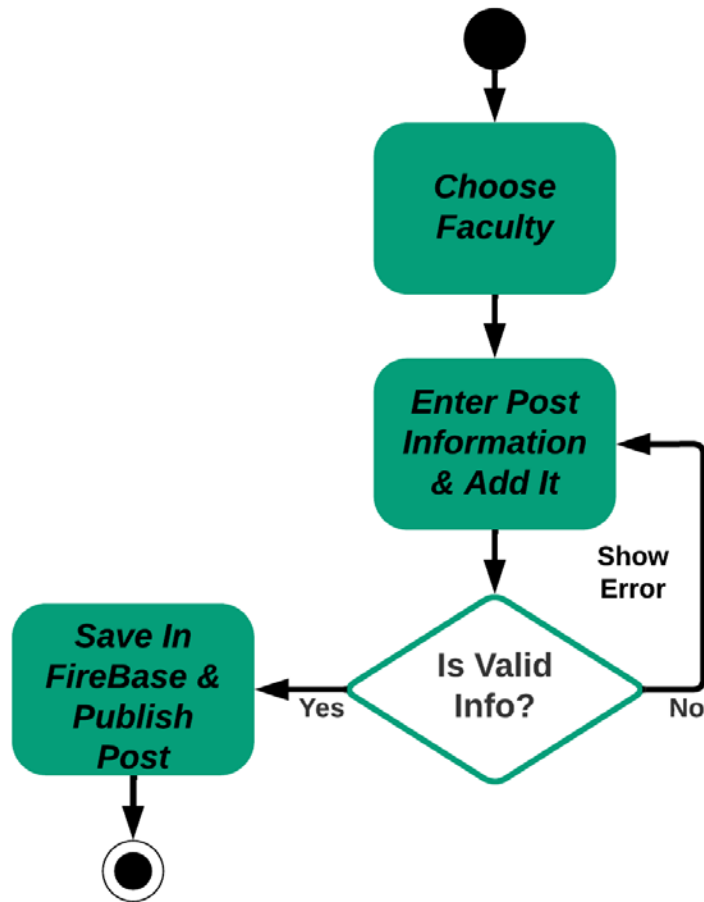 Choose
Faculty
Enter Post
Information
& Add It
Show
Error
Is Valid
Info?
Yes
No
Save In
FireBase &
Publish
Post